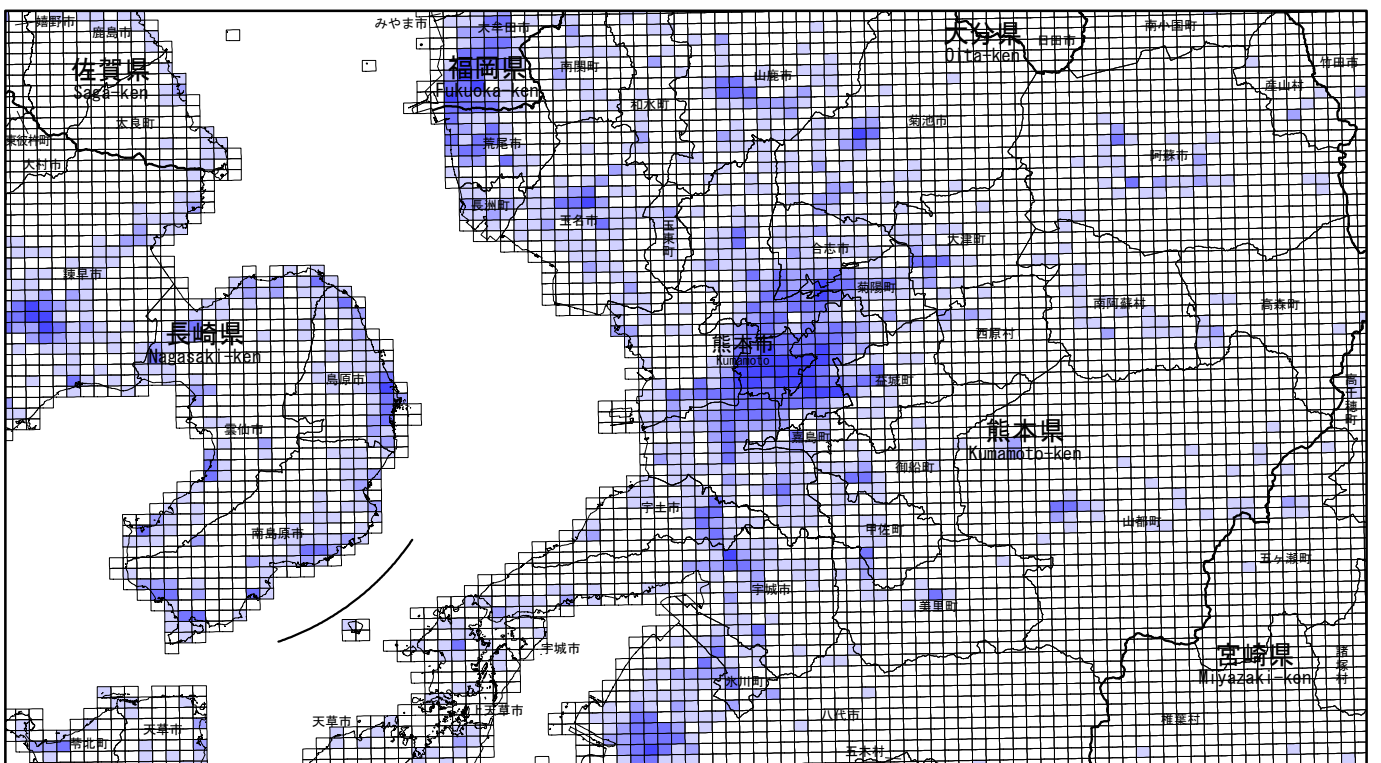 嬉野市
鹿島市
みやま市
大牟田市
大分県
Oita-ken
日田市
南小国町
竹田市
佐賀県
Saga-ken
福岡県
Fukuoka-ken
南関町
山鹿市
産山村
和水町
太良町
菊池市
東彼杵町
荒尾市
阿蘇市
大村市
長洲町
玉名市
玉東町
合志市
大津町
諫早市
菊陽町
南阿蘇村
高森町
長崎県
Nagasaki-ken
熊本市
Kumamoto
西原村
島原市
益城町
高千穂町
雲仙市
嘉島町
熊本県
Kumamoto-ken
御船町
宇土市
甲佐町
山都町
南島原市
五ヶ瀬町
宇城市
美里町
宇城市
宮崎県
Miyazaki-ken
諸塚村
氷川町
上天草市
八代市
椎葉村
天草市
天草市
苓北町
五木村